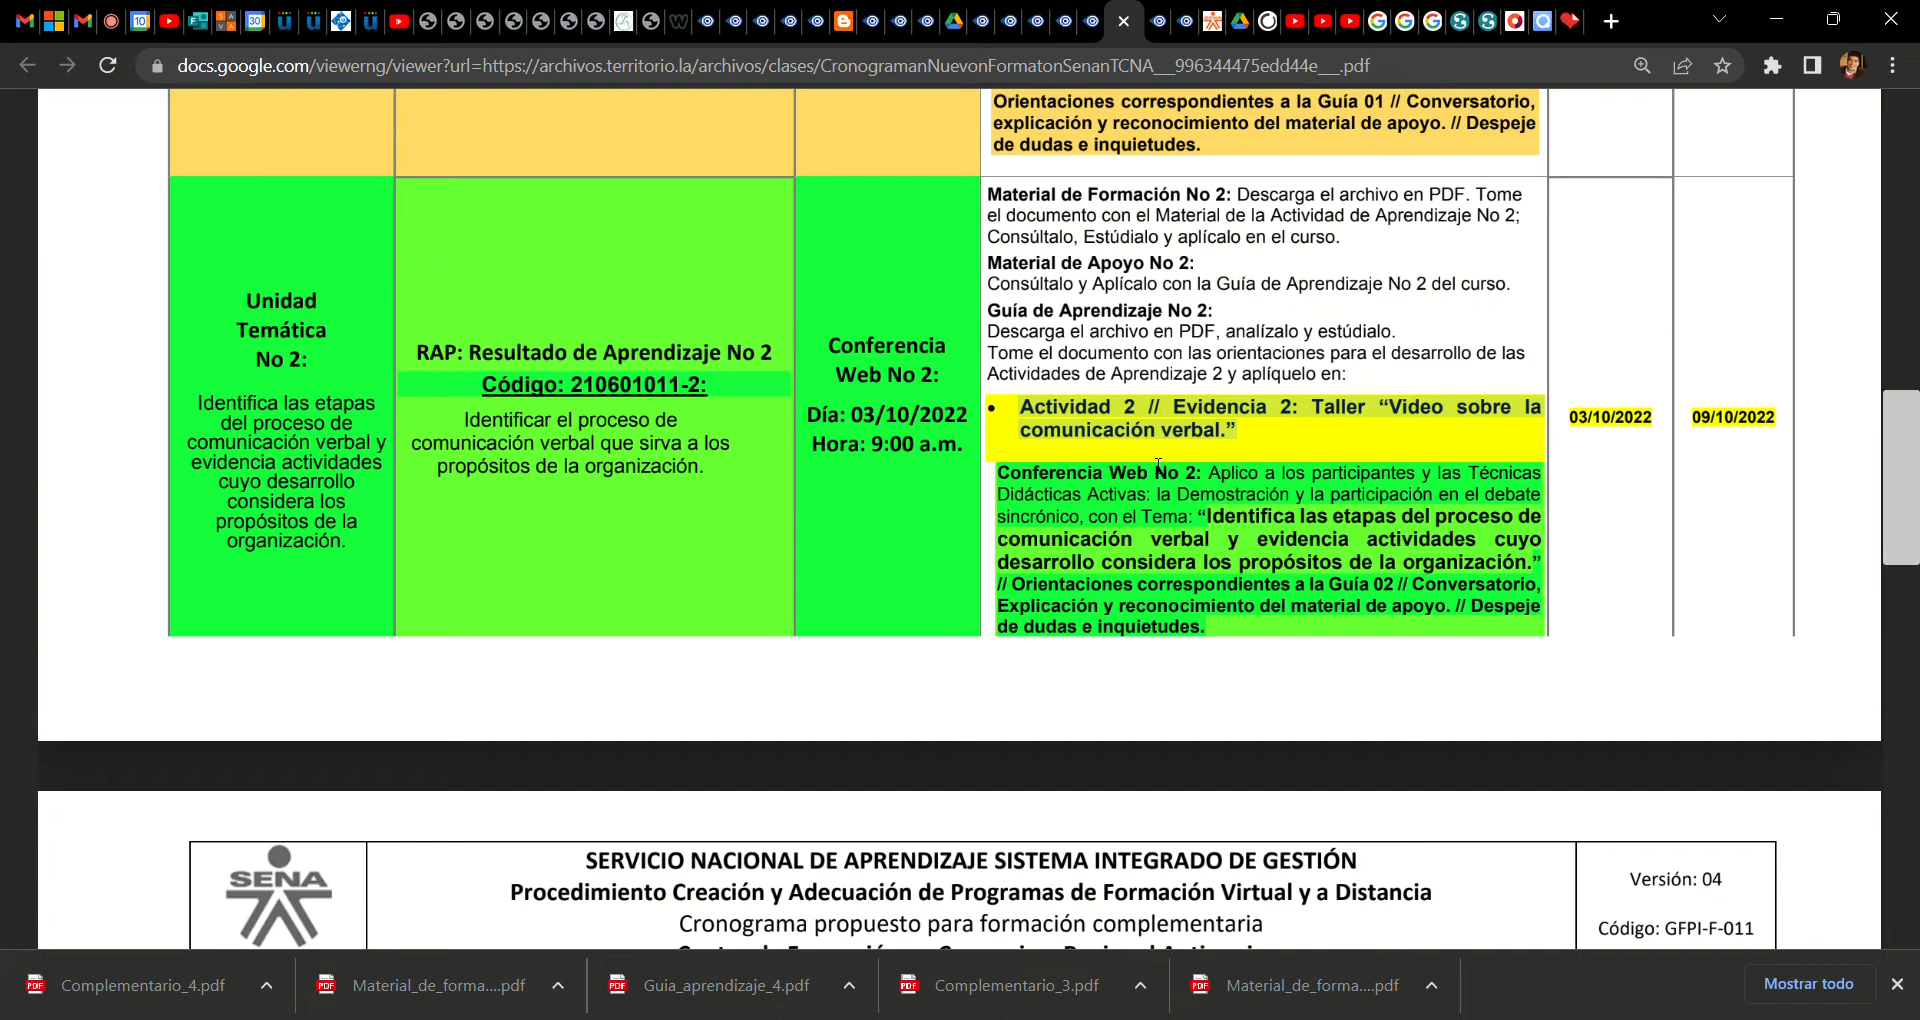 docs.google.com/viewerng/viewer?url=https://archivos.territorio.la/archivos/clases/CronogramanNuevonFormatonSenanTCNA___996344475edd44e___.pdf
Orientaciones correspondientes a la Guía 01 // Conversatorio,
explicación y reconocimiento del material de apoyo. // Despeje
de dudas e inquietudes.
Unidad
Temática
No 2:
Identifica las etapas
del proceso de
comunicación verbal y
evidencia actividades
cuyo desarrollo
considera los
propósitos de la
organización.
RAP: Resultado de Aprendizaje No 2
Código: 210601011-2:
Identificar el proceso de
comunicación verbal que sirva a los
propósitos de la organización.
Conferencia
Web No 2:
Día: 03/10/2022
Hora: 9:00 a.m.
Material de Formación No 2: Descarga el archivo en PDF. Tome
el documento con el Material de la Actividad de Aprendizaje No 2;
Consúltalo, Estúdialo y aplícalo en el curso.
Material de Apoyo No 2:
Consúltalo y Aplícalo con la Guía de Aprendizaje No 2 del curso.
Guía de Aprendizaje No 2:
Descarga el archivo en PDF, analízalo y estúdialo.
Tome el documento con las orientaciones para el desarrollo de las
Actividades de Aprendizaje 2 y aplíquelo en:
• Actividad 2 // Evidencia 2: Taller “Video sobre la
comunicación verbal.”
Conferencia Web No 2: Aplico a los participantes y las Técnicas
Didácticas Activas: la Demostración y la participación en el debate
sincrónico, con el Tema: “Identifica las etapas del proceso de
comunicación verbal y evidencia actividades cuyo
desarrollo considera los propósitos de la organización.”
// Orientaciones correspondientes a la Guía 02 // Conversatorio,
Explicación y reconocimiento del material de apoyo. // Despeje
de dudas e inquietudes.
03/10/2022
09/10/2022
SENA
SERVICIO NACIONAL DE APRENDIZAJE SISTEMA INTEGRADO DE GESTIÓN
Procedimiento Creación y Adecuación de Programas de Formación Virtual y a Distancia
Cronograma propuesto para formación complementaria
Versión: 04
Código: GFPI-F-011
Complementario_4.pdf
Material_de_forma....pdf
Guia_aprendizaje_4.pdf
Complementario_3.pdf
Material_de_forma....pdf
Mostrar todo